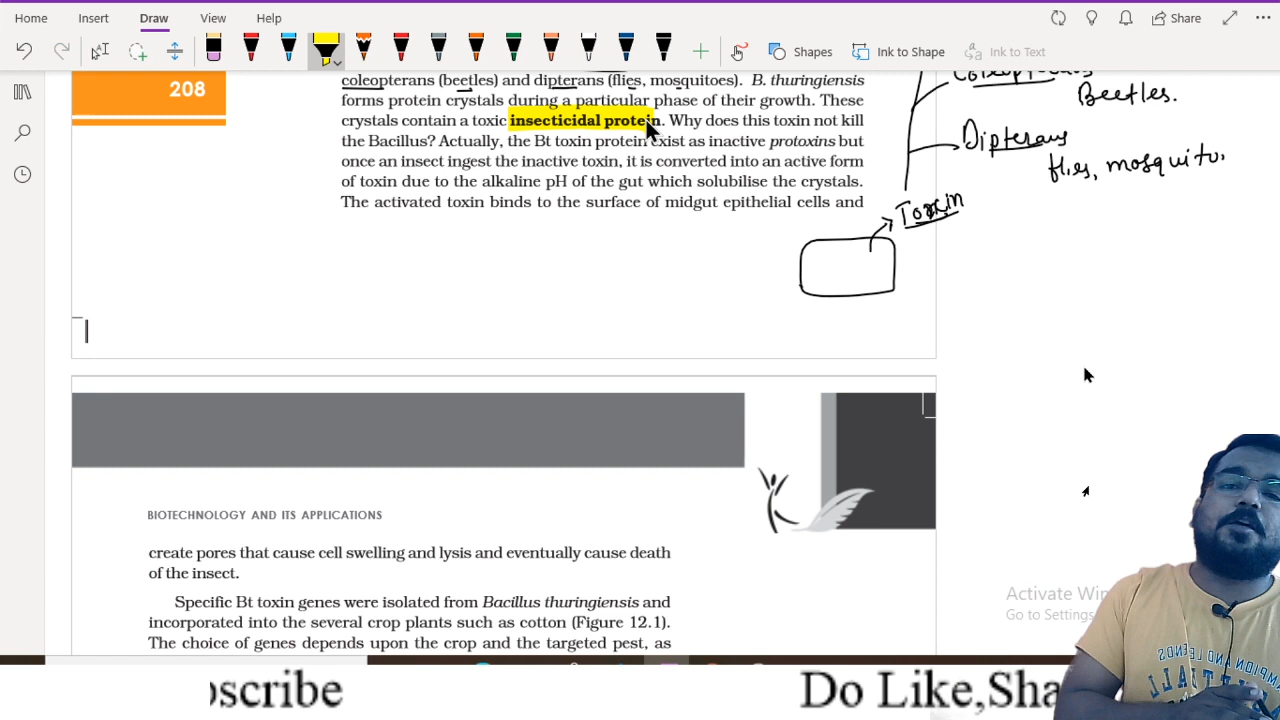 Home Insert Draw View Help Share
Shapes Ink to Shape Ink to Text
208
coleopterans (beetles) and dipterans (flies, mosquitoes). B. thuringiensis
forms protein crystals during a particular phase of their growth. These
crystals contain a toxic insecticidal protein. Why does this toxin not kill
the Bacillus? Actually, the Bt toxin protein exist as inactive protoxins but
once an insect ingest the inactive toxin, it is converted into an active form
of toxin due to the alkaline pH of the gut which solubilise the crystals.
The activated toxin binds to the surface of midgut epithelial cells and
Beetles.
Dipterans
flies, mosquito,
Toxin
BIOTECHNOLOGY AND ITS APPLICATIONS
create pores that cause cell swelling and lysis and eventually cause death
of the insect.
Specific Bt toxin genes were isolated from Bacillus thuringiensis and
incorporated into the several crop plants such as cotton (Figure 12.1).
The choice of genes depends upon the crop and the targeted pest, as
Activate Win
Go to Settings
oscribe
Do Like,Sha